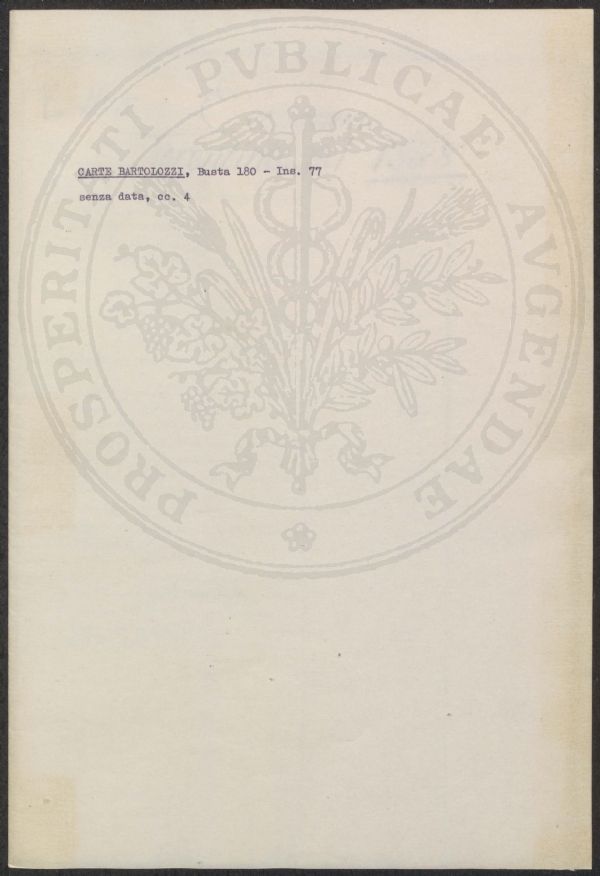 PROSPERITATI PVBLICAE AVGENDAE
CARTE BARTOLOZZI, Busta 180 - Ins. 77
senza data, cc. 4